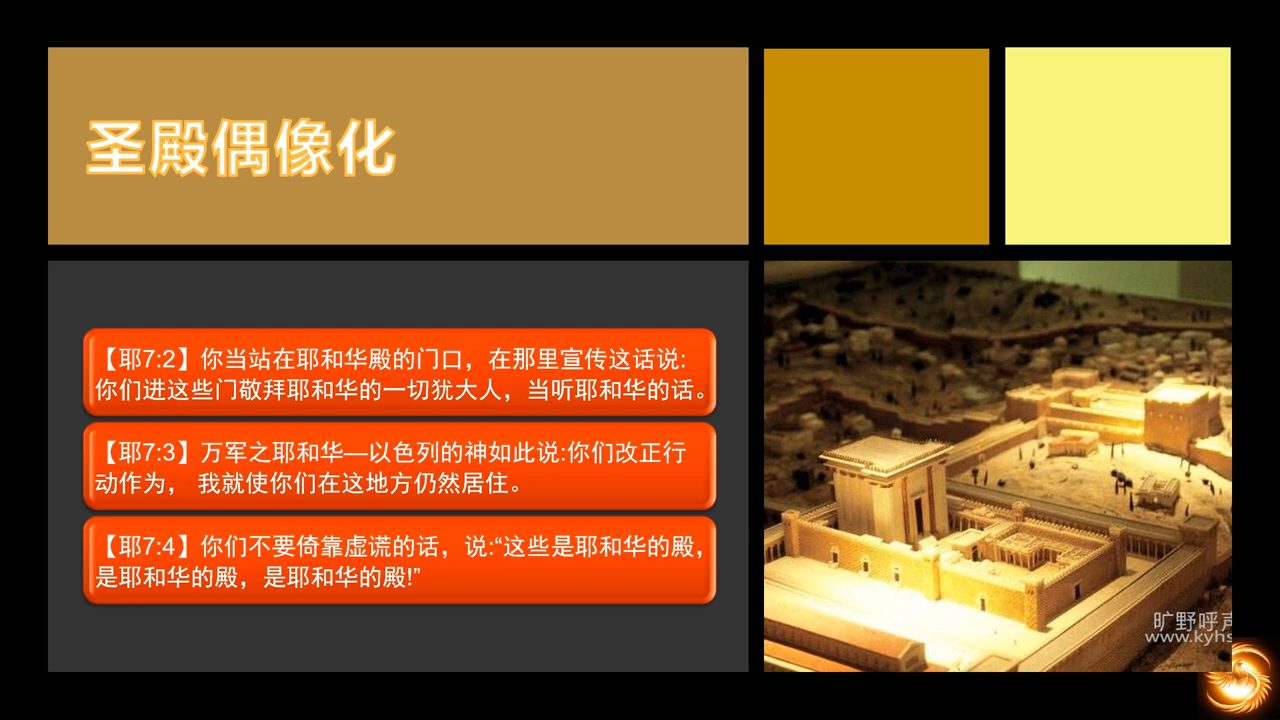 圣殿偶像化
【耶7:2】你当站在耶和华殿的门口，在那里宣传这话说:
你们进这些门敬拜耶和华的一切犹大人，当听耶和华的话。
【耶7:3】万军之耶和华—以色列的神如此说:你们改正行
动作为， 我就使你们在这地方仍然居住。
【耶7:4】你们不要倚靠虚谎的话，说:“这些是耶和华的殿，
是耶和华的殿，是耶和华的殿!”
旷野呼声
www.kyhs